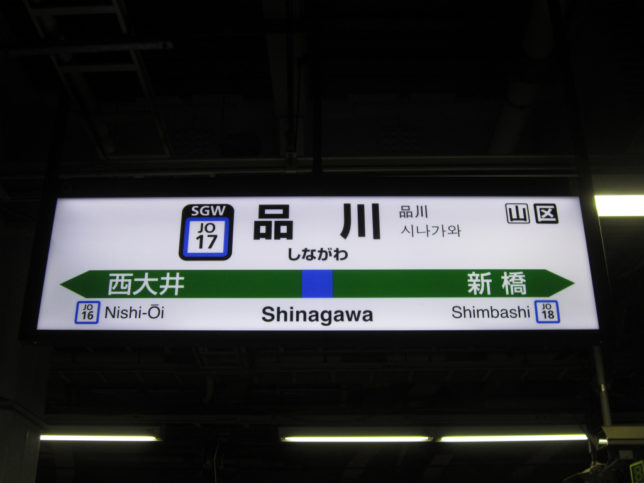 SGW
JO
17
品川
しながわ
品川
시나가와
山 区
西大井
新橋
JO
16
Nishi-Ōi
Shinagawa
Shimbashi
JO
18